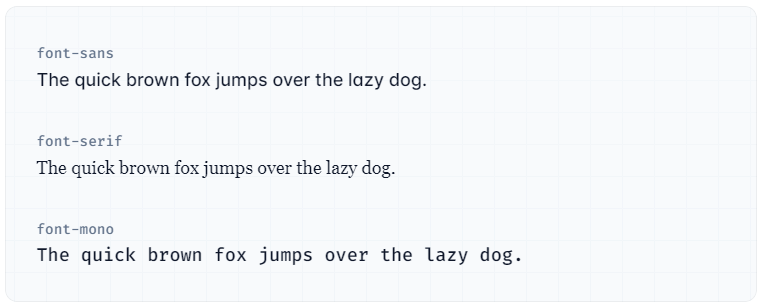 font-sans
The quick brown fox jumps over the lazy dog.
font-serif
The quick brown fox jumps over the lazy dog.
font-mono
The quick brown fox jumps over the lazy dog.